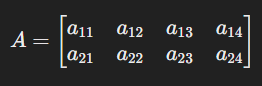 A = [ a₁₁ a₁₂ a₁₃ a₁₄
a₂₁ a₂₂ a₂₃ a₂₄ ]